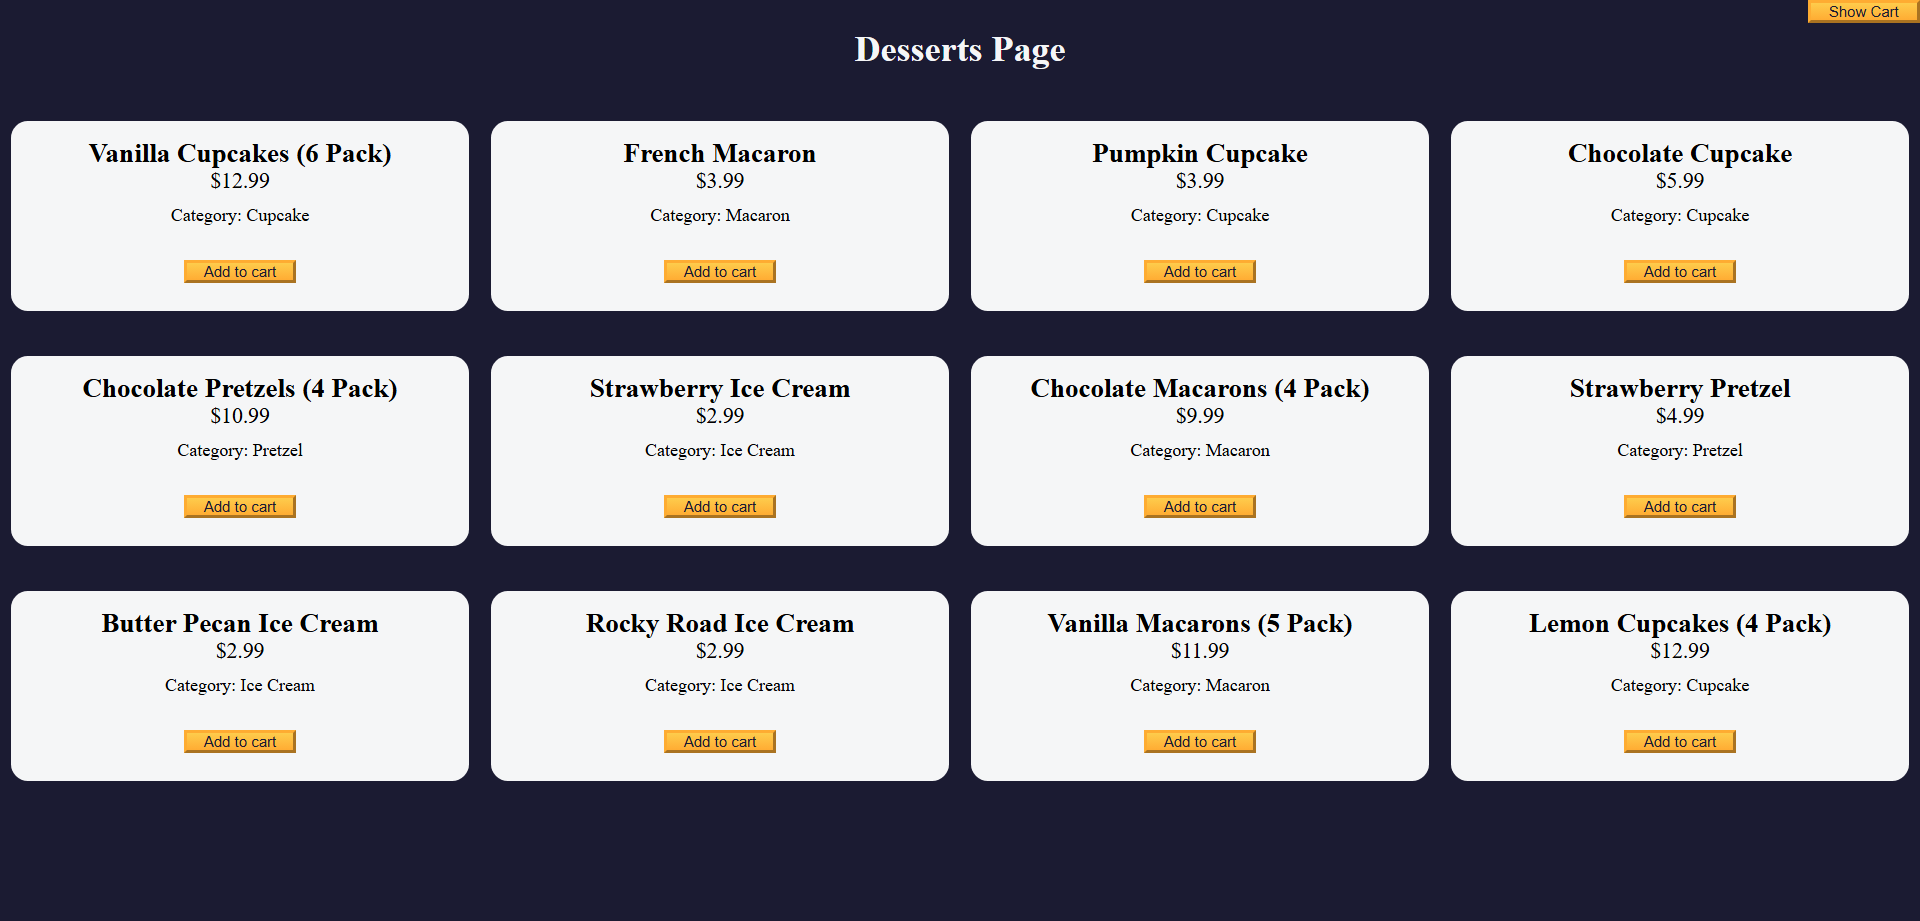 Show Cart
Desserts Page
Vanilla Cupcakes (6 Pack)
$12.99
Category: Cupcake
Add to cart
French Macaron
$3.99
Category: Macaron
Add to cart
Pumpkin Cupcake
$3.99
Category: Cupcake
Add to cart
Chocolate Cupcake
$5.99
Category: Cupcake
Add to cart
Chocolate Pretzels (4 Pack)
$10.99
Category: Pretzel
Add to cart
Strawberry Ice Cream
$2.99
Category: Ice Cream
Add to cart
Chocolate Macarons (4 Pack)
$9.99
Category: Macaron
Add to cart
Strawberry Pretzel
$4.99
Category: Pretzel
Add to cart
Butter Pecan Ice Cream
$2.99
Category: Ice Cream
Add to cart
Rocky Road Ice Cream
$2.99
Category: Ice Cream
Add to cart
Vanilla Macarons (5 Pack)
$11.99
Category: Macaron
Add to cart
Lemon Cupcakes (4 Pack)
$12.99
Category: Cupcake
Add to cart